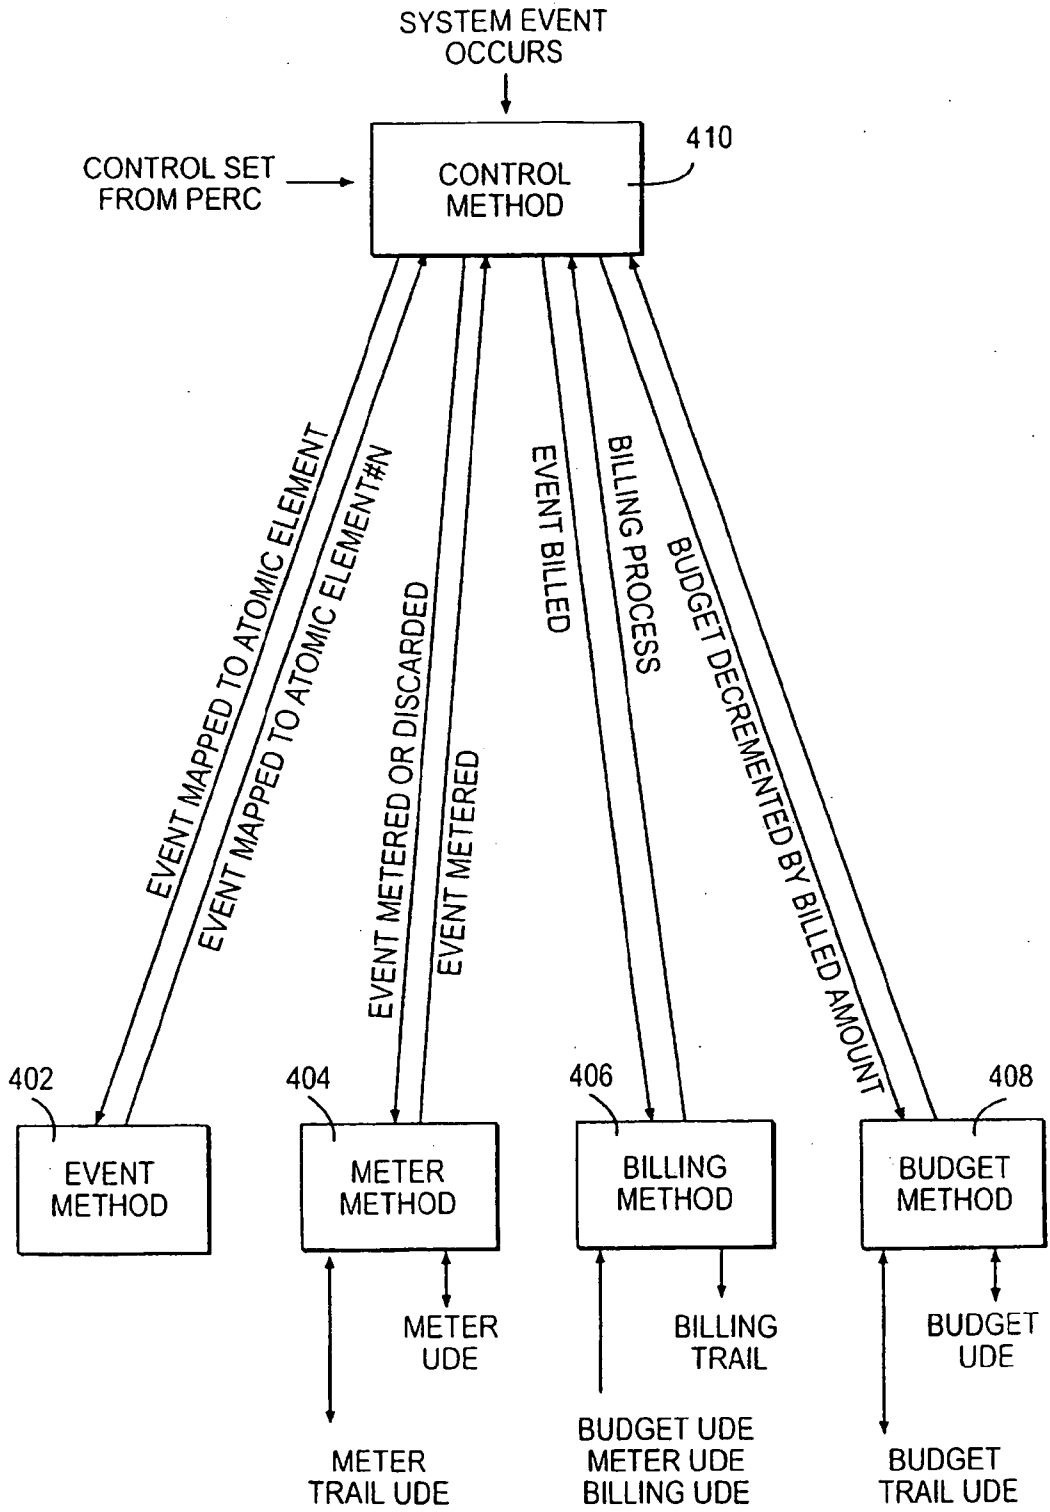 SYSTEM EVENT
OCCURS
410
CONTROL SET
FROM PERC
CONTROL
METHOD
EVENT MAPPED TO ATOMIC ELEMENT
EVENT MAPPED TO ATOMIC ELEMENT#N
EVENT METERED OR DISCARDED
EVENT METERED
EVENT BILLED
BILLING PROCESS
BUDGET DECREMENTED BY BILLED AMOUNT
402
404
406
408
EVENT
METHOD
METER
METHOD
BILLING
METHOD
BUDGET
METHOD
METER
UDE
BILLING
TRAIL
BUDGET
UDE
METER
TRAIL UDE
BUDGET UDE
METER UDE
BILLING UDE
BUDGET
TRAIL UDE